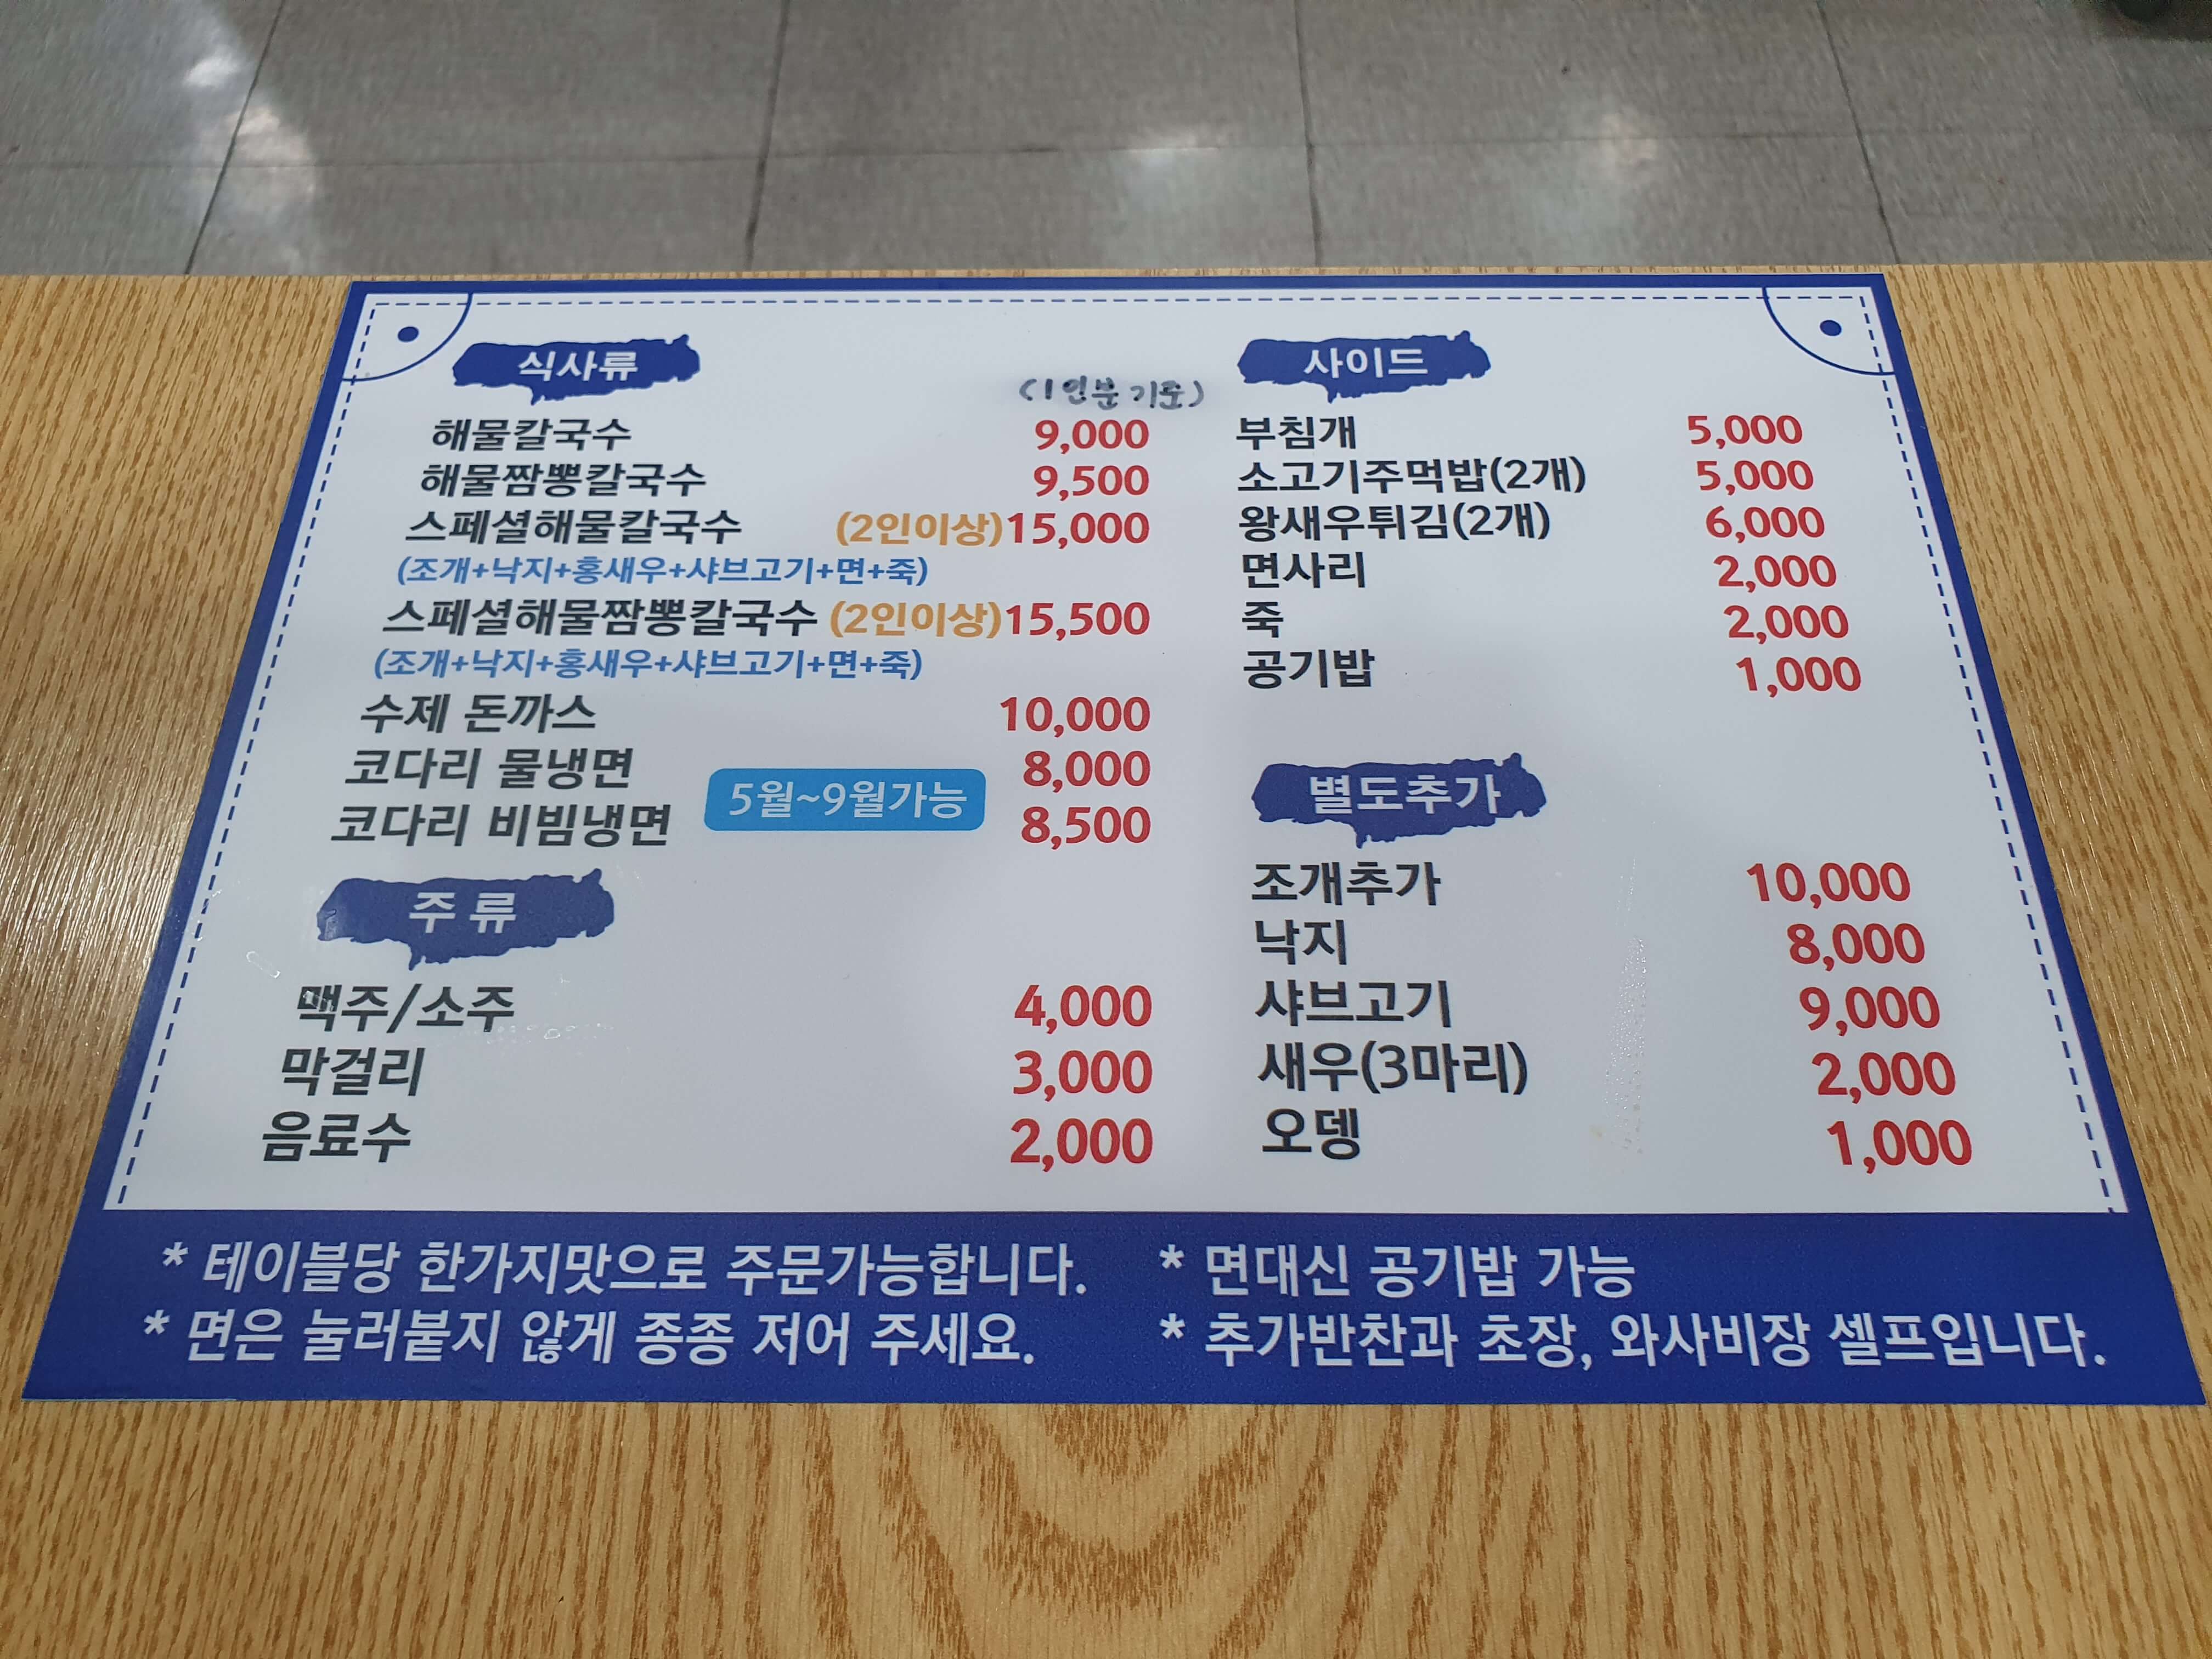 식사류
(1인분 기준)
해물칼국수 9,000
해물짬뽕칼국수 9,500
스페셜해물칼국수 (2인이상) 15,000
(조개+낙지+홍새우+샤브고기+면+죽)
스페셜해물짬뽕칼국수 (2인이상) 15,500
(조개+낙지+홍새우+샤브고기+면+죽)
수제 돈까스 10,000
코다리 물냉면 8,000
5월~9월가능
코다리 비빔냉면 8,500
주류
맥주/소주 4,000
막걸리 3,000
음료수 2,000
사이드
부침개 5,000
소고기주먹밥(2개) 5,000
왕새우튀김(2개) 6,000
면사리 2,000
죽 2,000
공기밥 1,000
별도추가
조개추가 10,000
낙지 8,000
샤브고기 9,000
새우(3마리) 2,000
오뎅 1,000
* 테이블당 한가지맛으로 주문가능합니다.
* 면은 눌러붙지 않게 종종 저어 주세요.
* 면대신 공기밥 가능
* 추가반찬과 초장, 와사비장 셀프입니다.